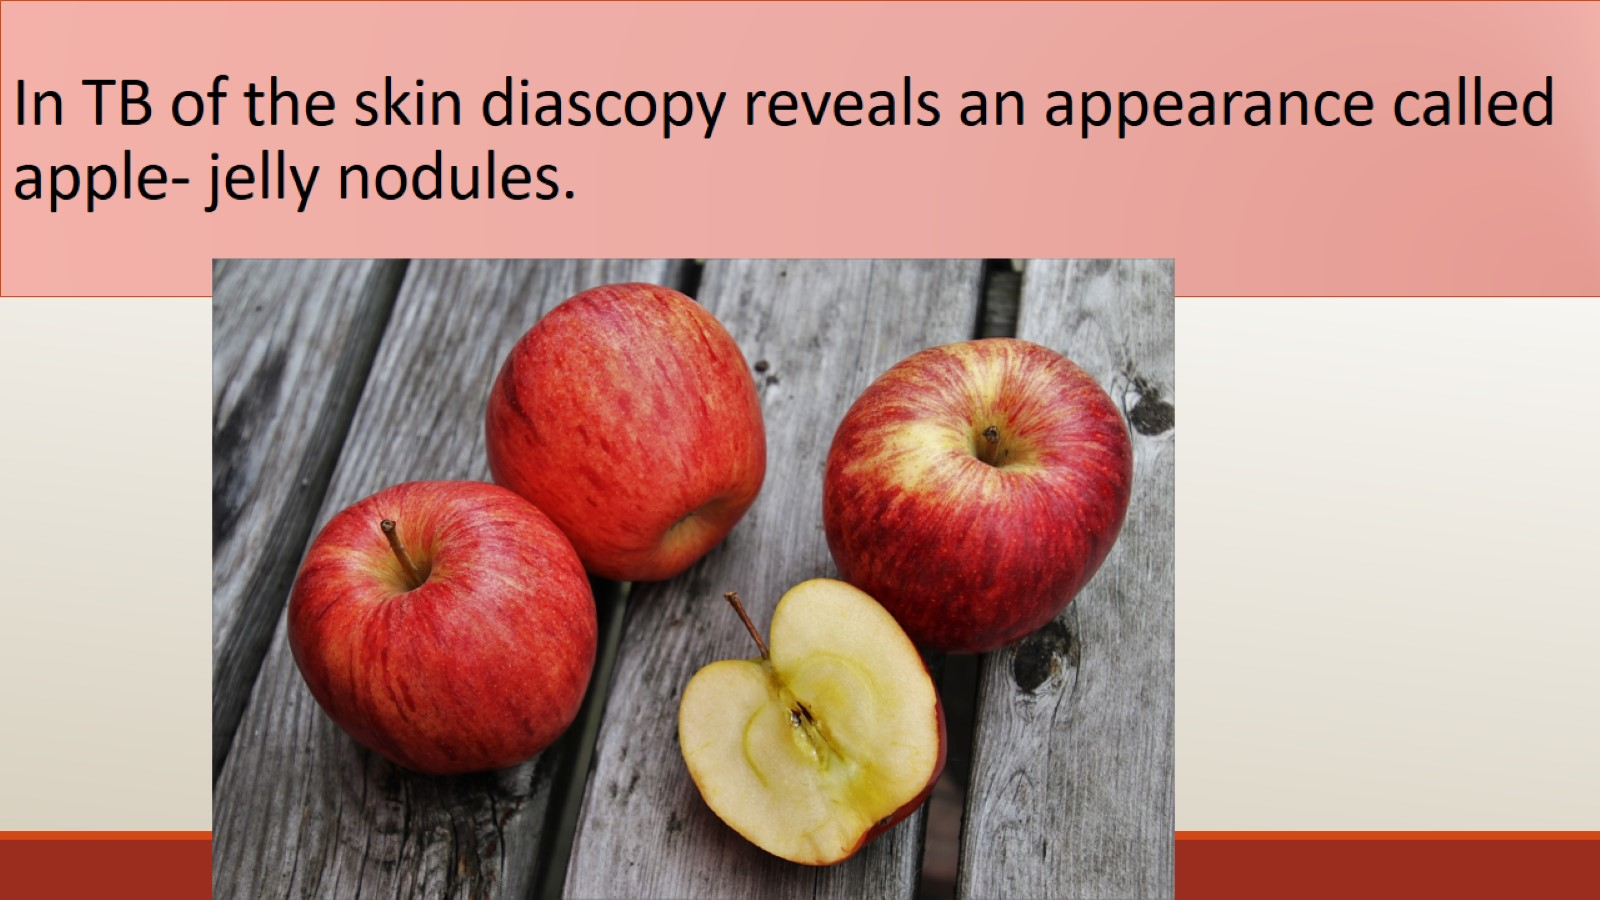 In TB of the skin diascopy reveals an appearance called
apple- jelly nodules.